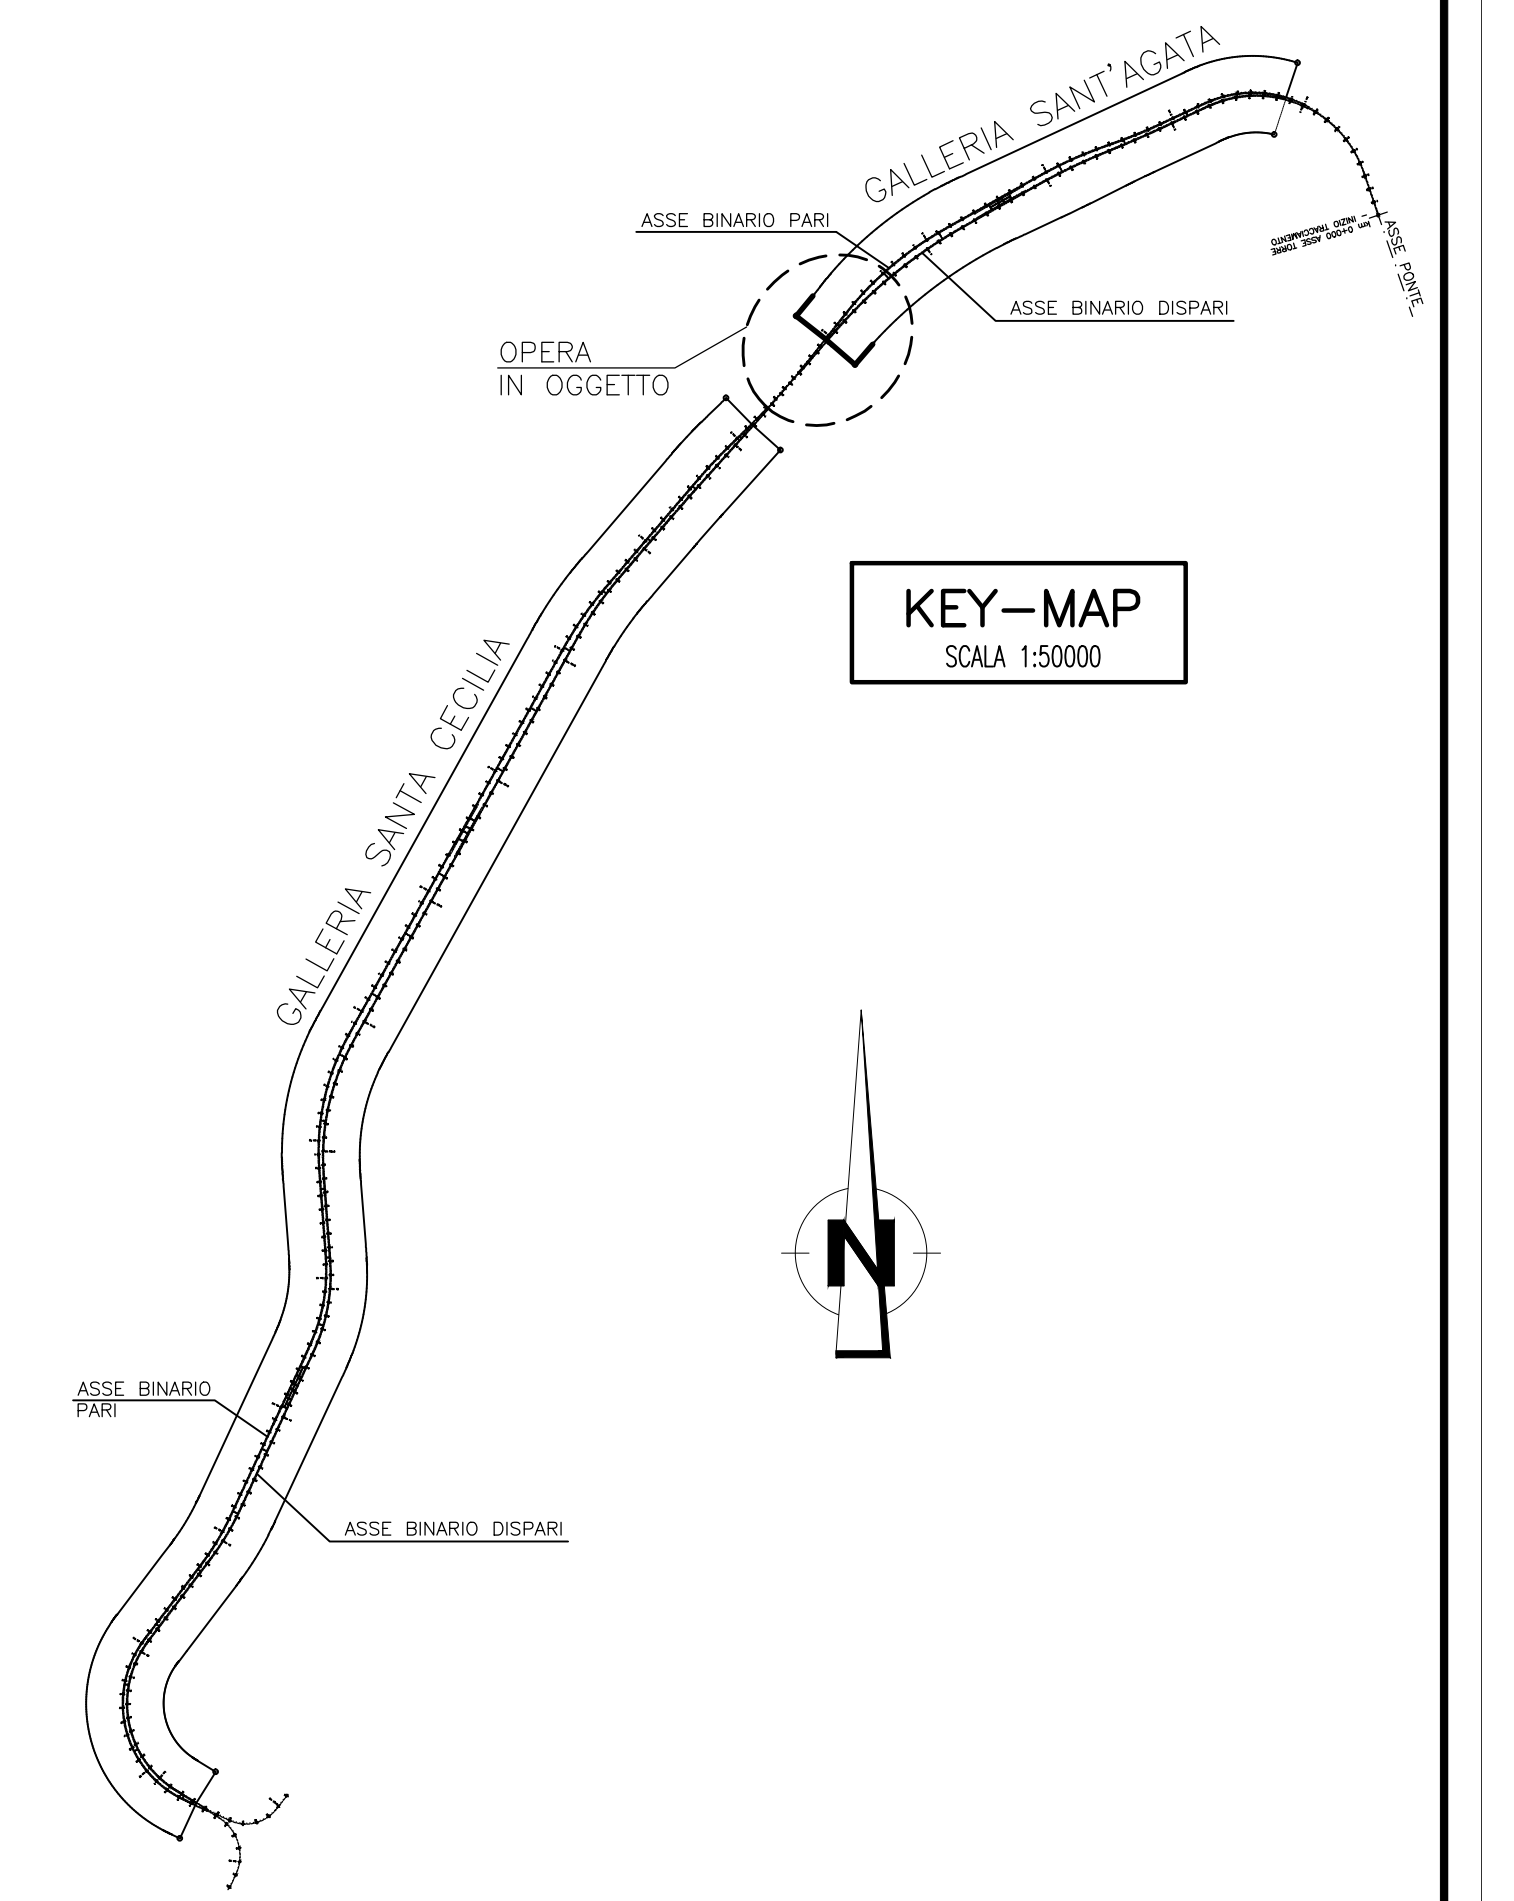 GALLERIA SANT'AGATA
ASSE BINARIO PARI
km 0+000 ASSE TORRE
INIZIO TRACCIAMENTO
ASSE PONTE
ASSE BINARIO DISPARI
OPERA
IN OGGETTO
KEY-MAP
SCALA 1:50000
GALLERIA SANTA CECILIA
N
ASSE BINARIO
PARI
ASSE BINARIO DISPARI